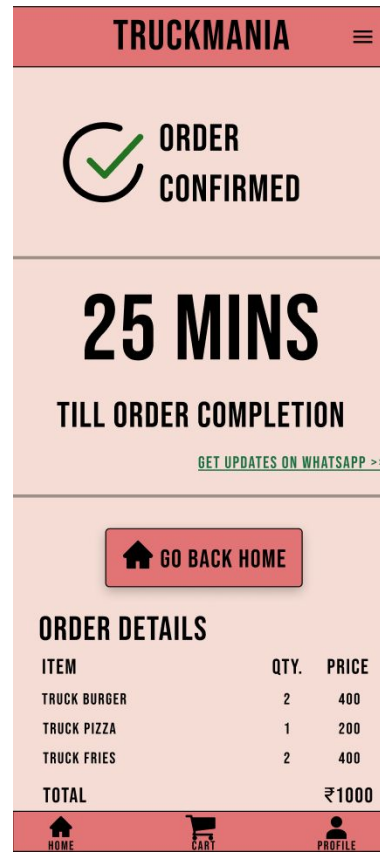 TRUCKMANIA
ORDER
CONFIRMED
25 MINS
TILL ORDER COMPLETION
GET UPDATES ON WHATSAPP >>
GO BACK HOME
ORDER DETAILS
ITEM QTY. PRICE
TRUCK BURGER 2 400
TRUCK PIZZA 1 200
TRUCK FRIES 2 400
TOTAL ₹1000
HOME CART PROFILE